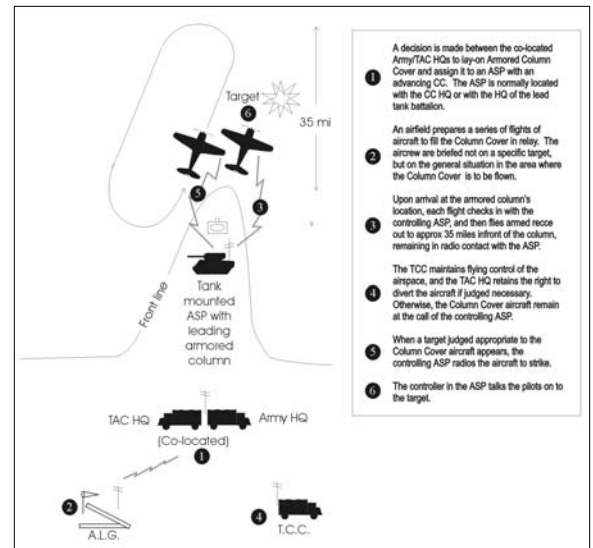 Target
6
35 mi
5
3
Front line
Tank
mounted
ASP with
leading
armored
column
TAC HQ
Army HQ
(Co-located)
1
2
A.L.G.
4
T.C.C.
1
A decision is made between the co-located
Army/TAC HQs to lay-on Armored Column
Cover and assign it to an ASP with an
advancing CC. The ASP is normally located
with the CC HQ or with the HQ of the lead
tank battalion.
2
An airfield prepares a series of flights of
aircraft to fill the Column Cover in relay. The
aircrew are briefed not on a specific target,
but on the general situation in the area where
the Column Cover is to be flown.
3
Upon arrival at the armored column's
location, each flight checks in with the
controlling ASP, and then flies armed recce
out to approx 35 miles infront of the column,
remaining in radio contact with the ASP.
4
The TCC maintains flying control of the
airspace, and the TAC HQ retains the right to
divert the aircraft if judged necessary.
Otherwise, the Column Cover aircraft remain
at the call of the controlling ASP.
5
When a target judged appropriate to the
Column Cover aircraft appears, the
controlling ASP radios the aircraft to strike.
6
The controller in the ASP talks the pilots on to
the target.